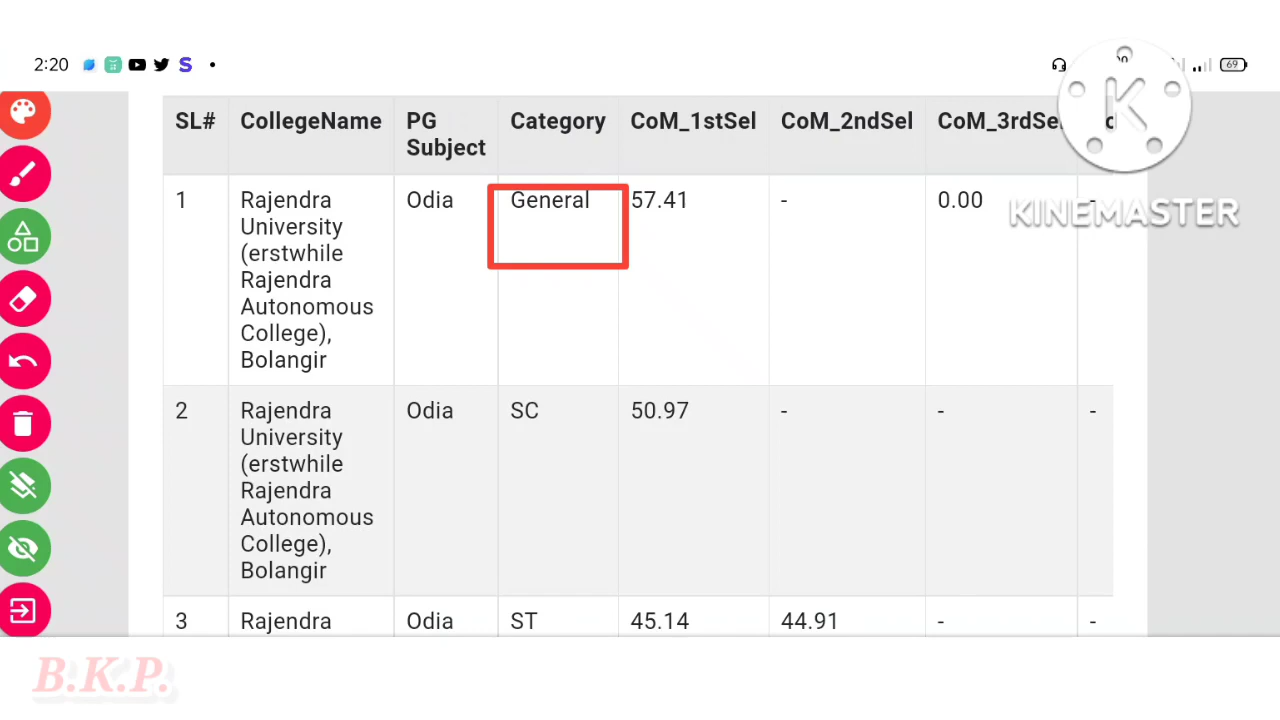 2:20
69
SL# CollegeName PG Subject Category CoM_1stSel CoM_2ndSel CoM_3rdSel
1 Rajendra University (erstwhile Rajendra Autonomous College), Bolangir Odia General 57.41 - 0.00 -
2 Rajendra University (erstwhile Rajendra Autonomous College), Bolangir Odia SC 50.97 - - -
3 Rajendra Odia ST 45.14 44.91 - -
K
KINEMASTER
B.K.P.